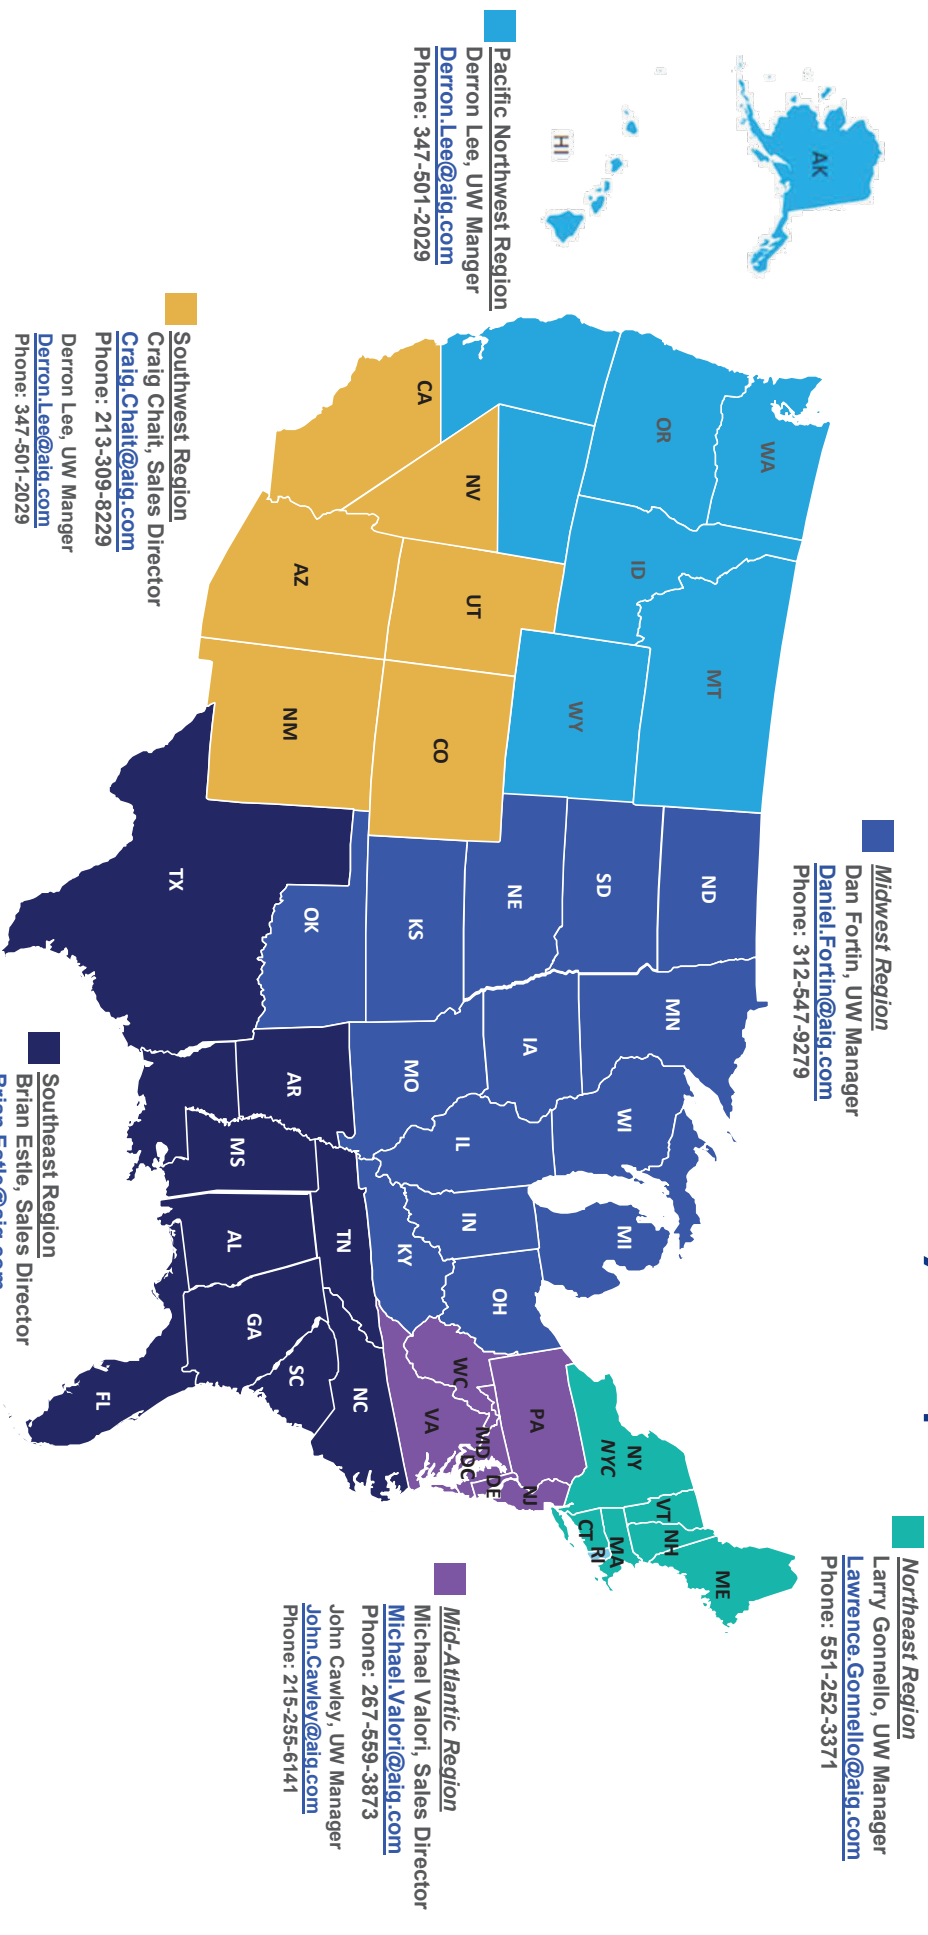 AK
HI
Pacific Northwest Region
Derron Lee, UW Manger
Derron.Lee@aig.com
Phone: 347-501-2029
Midwest Region
Dan Fortin, UW Manager
Daniel.Fortin@aig.com
Phone: 312-547-9279
Northeast Region
Larry Gonnello, UW Manager
Lawrence.Gonnello@aig.com
Phone: 551-252-3371
WA
OR
ID
MT
WY
CA
NV
UT
AZ
CO
NM
ND
SD
NE
KS
OK
TX
MN
IA
MO
AR
WI
IL
MS
MI
IN
KY
TN
AL
OH
GA
SC
NC
FL
WC
VA
PA
MD
DC
DE
NJ
NY
NYC
VT
NH
ME
MA
CT
RI
Southwest Region
Craig Chait, Sales Director
Craig.Chait@aig.com
Phone: 213-309-8229
Derron Lee, UW Manger
Derron.Lee@aig.com
Phone: 347-501-2029
Southeast Region
Brian Estle, Sales Director
Mid-Atlantic Region
Michael Valori, Sales Director
Michael.Valori@aig.com
Phone: 267-559-3873
John Cawley, UW Manager
John.Cawley@aig.com
Phone: 215-255-6141